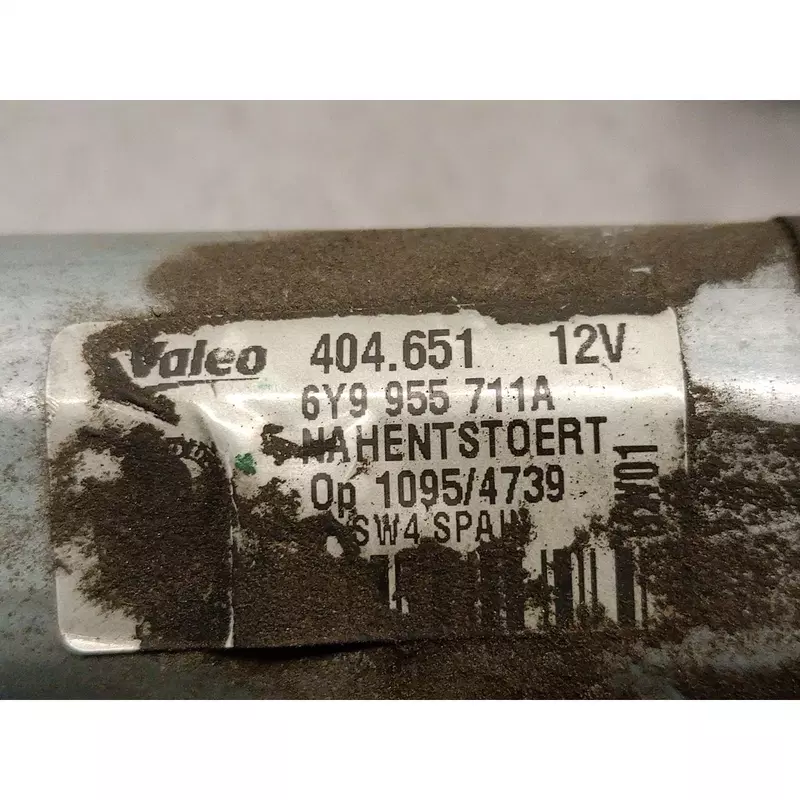 Valeo 404.651 12V
6Y9 955 711A
NAHENTSTOERT
Op 1095/4739
SW4 SPAIN